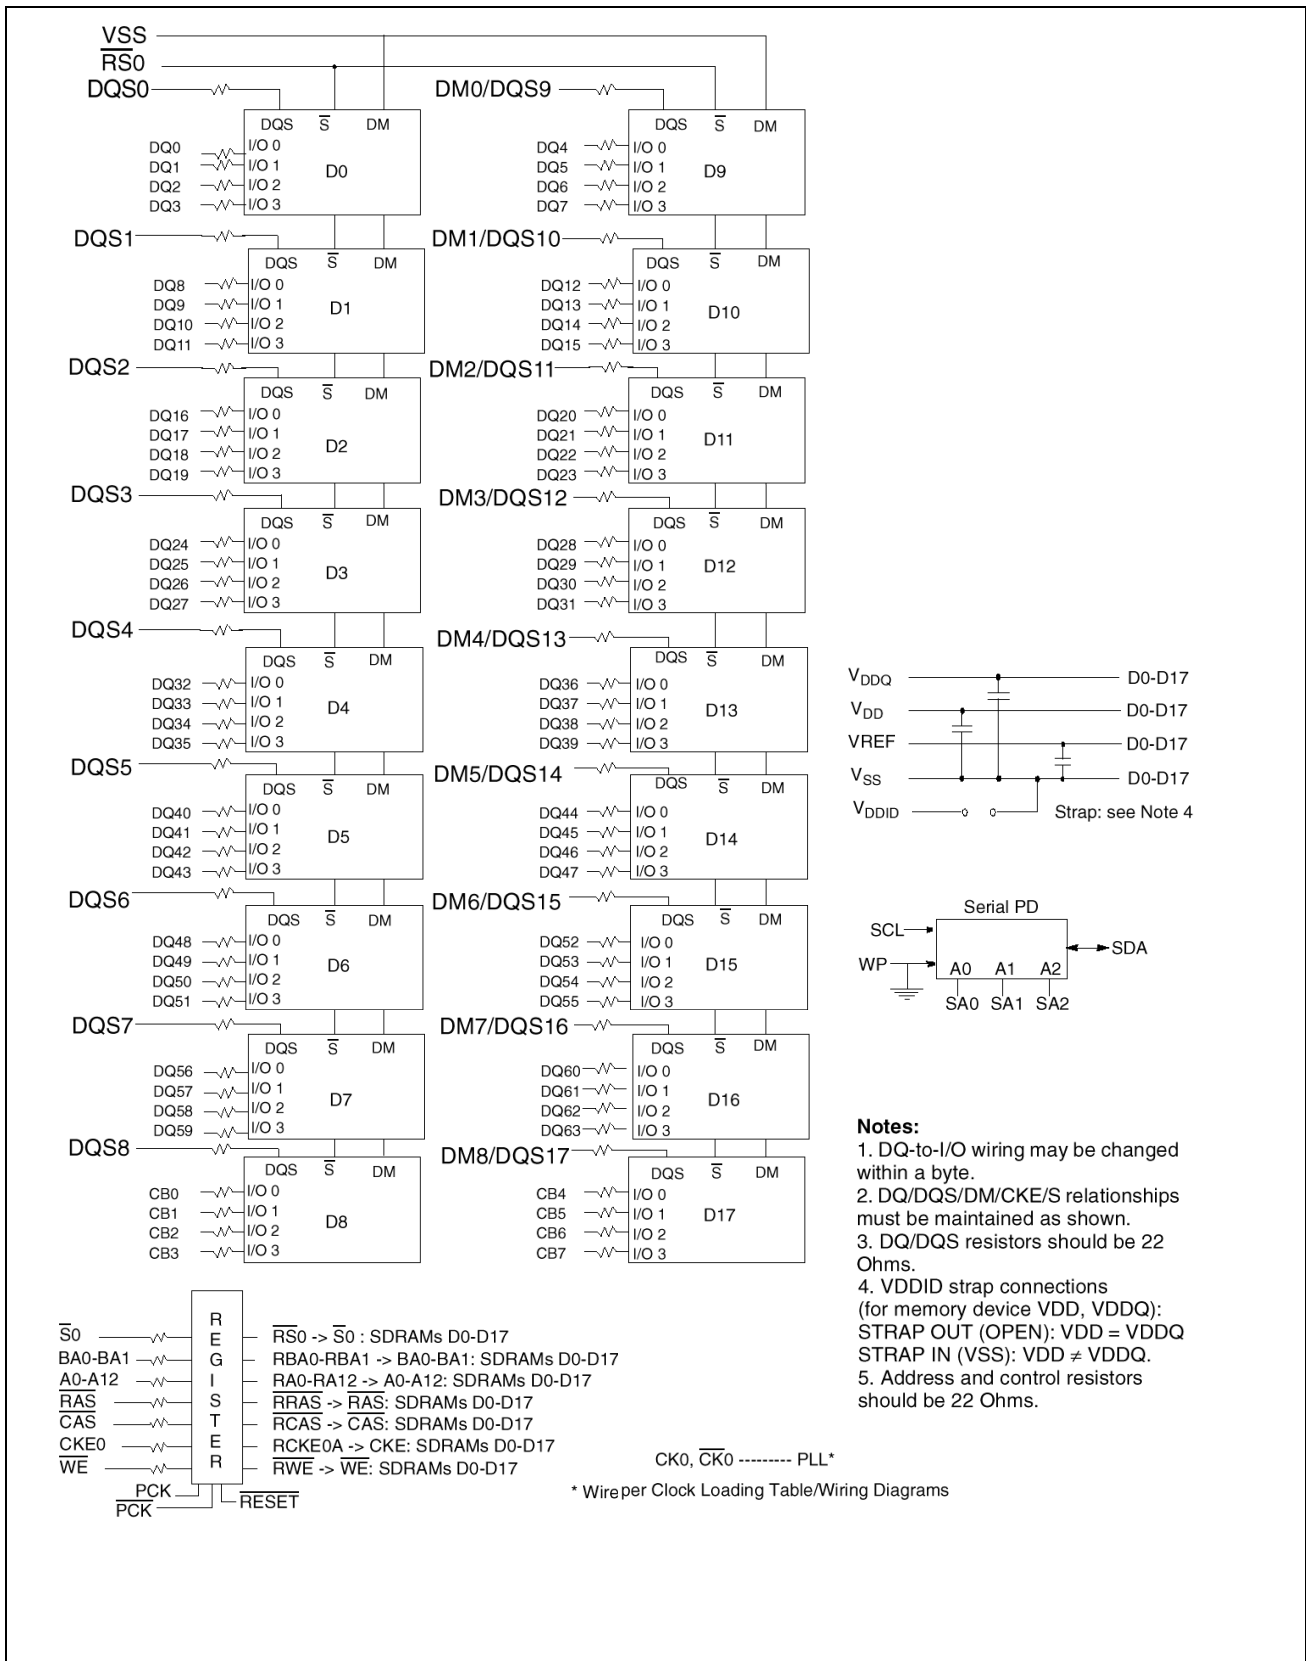 VSS
R̅S̅0
DQS0
DM0/DQS9
DQS S̅ DM
DQS S̅ DM
DQ0 I/O 0
DQ1 I/O 1
DQ2 I/O 2
DQ3 I/O 3
D0
DQ4 I/O 0
DQ5 I/O 1
DQ6 I/O 2
DQ7 I/O 3
D9
DQS1
DM1/DQS10
DQS S̅ DM
DQS S̅ DM
DQ8 I/O 0
DQ9 I/O 1
DQ10 I/O 2
DQ11 I/O 3
D1
DQ12 I/O 0
DQ13 I/O 1
DQ14 I/O 2
DQ15 I/O 3
D10
DQS2
DM2/DQS11
DQS S̅ DM
DQS S̅ DM
DQ16 I/O 0
DQ17 I/O 1
DQ18 I/O 2
DQ19 I/O 3
D2
DQ20 I/O 0
DQ21 I/O 1
DQ22 I/O 2
DQ23 I/O 3
D11
DQS3
DM3/DQS12
DQS S̅ DM
DQS S̅ DM
DQ24 I/O 0
DQ25 I/O 1
DQ26 I/O 2
DQ27 I/O 3
D3
DQ28 I/O 0
DQ29 I/O 1
DQ30 I/O 2
DQ31 I/O 3
D12
DQS4
DM4/DQS13
DQS S̅ DM
DQS S̅ DM
DQ32 I/O 0
DQ33 I/O 1
DQ34 I/O 2
DQ35 I/O 3
D4
DQ36 I/O 0
DQ37 I/O 1
DQ38 I/O 2
DQ39 I/O 3
D13
DQS5
DM5/DQS14
DQS S̅ DM
DQS S̅ DM
DQ40 I/O 0
DQ41 I/O 1
DQ42 I/O 2
DQ43 I/O 3
D5
DQ44 I/O 0
DQ45 I/O 1
DQ46 I/O 2
DQ47 I/O 3
D14
DQS6
DM6/DQS15
DQS S̅ DM
DQS S̅ DM
DQ48 I/O 0
DQ49 I/O 1
DQ50 I/O 2
DQ51 I/O 3
D6
DQ52 I/O 0
DQ53 I/O 1
DQ54 I/O 2
DQ55 I/O 3
D15
DQS7
DM7/DQS16
DQS S̅ DM
DQS S̅ DM
DQ56 I/O 0
DQ57 I/O 1
DQ58 I/O 2
DQ59 I/O 3
D7
DQ60 I/O 0
DQ61 I/O 1
DQ62 I/O 2
DQ63 I/O 3
D16
DQS8
DM8/DQS17
DQS S̅ DM
DQS S̅ DM
CB0 I/O 0
CB1 I/O 1
CB2 I/O 2
CB3 I/O 3
D8
CB4 I/O 0
CB5 I/O 1
CB6 I/O 2
CB7 I/O 3
D17
VDDQ D0-D17
VDD D0-D17
VREF D0-D17
VSS D0-D17
VDDID Strap: see Note 4
Serial PD
SCL
SDA
WP
A0 A1 A2
SA0 SA1 SA2
Notes:
1. DQ-to-I/O wiring may be changed
within a byte.
2. DQ/DQS/DM/CKE/S relationships
must be maintained as shown.
3. DQ/DQS resistors should be 22
Ohms.
4. VDDID strap connections
(for memory device VDD, VDDQ):
STRAP OUT (OPEN): VDD = VDDQ
STRAP IN (VSS): VDD ≠ VDDQ.
5. Address and control resistors
should be 22 Ohms.
REGISTER
S̅0 R̅S̅0 -> S̅0 : SDRAMs D0-D17
BA0-BA1 RBA0-RBA1 -> BA0-BA1: SDRAMs D0-D17
A0-A12 RA0-RA12 -> A0-A12: SDRAMs D0-D17
R̅A̅S̅ R̅R̅A̅S̅ -> R̅A̅S̅: SDRAMs D0-D17
C̅A̅S̅ R̅C̅A̅S̅ -> C̅A̅S̅: SDRAMs D0-D17
CKE0 RCKE0A -> CKE: SDRAMs D0-D17
W̅E̅ R̅W̅E̅ -> W̅E̅: SDRAMs D0-D17
PCK
P̅C̅K̅
R̅E̅S̅E̅T̅
CK0, C̅K̅0 --------- PLL*
* Wire per Clock Loading Table/Wiring Diagrams